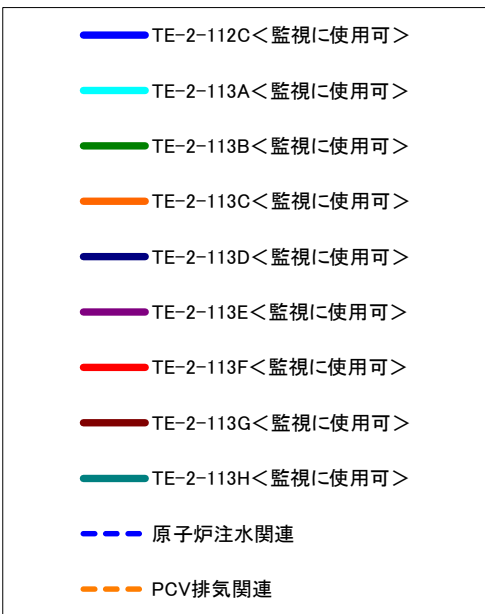 TE-2-112C＜監視に使用可＞
TE-2-113A＜監視に使用可＞
TE-2-113B＜監視に使用可＞
TE-2-113C＜監視に使用可＞
TE-2-113D＜監視に使用可＞
TE-2-113E＜監視に使用可＞
TE-2-113F＜監視に使用可＞
TE-2-113G＜監視に使用可＞
TE-2-113H＜監視に使用可＞
原子炉注水関連
PCV排気関連